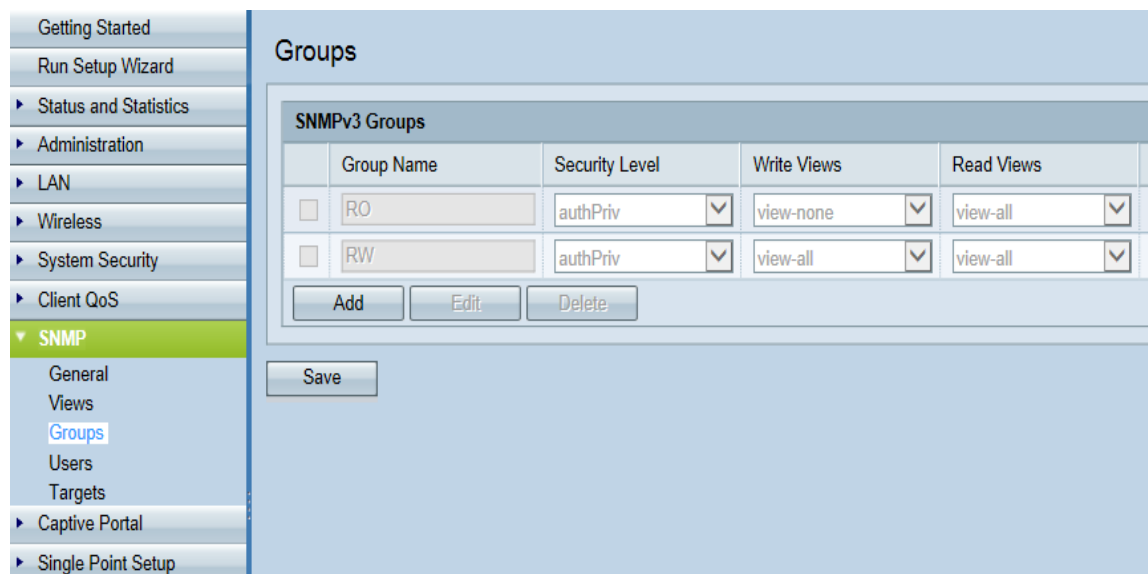 Getting Started
Run Setup Wizard
Status and Statistics
Administration
LAN
Wireless
System Security
Client QoS
SNMP
General
Views
Groups
Users
Targets
Captive Portal
Single Point Setup
Groups
SNMPv3 Groups
Group Name Security Level Write Views Read Views
RO authPriv view-none view-all
RW authPriv view-all view-all
Add Edit Delete
Save